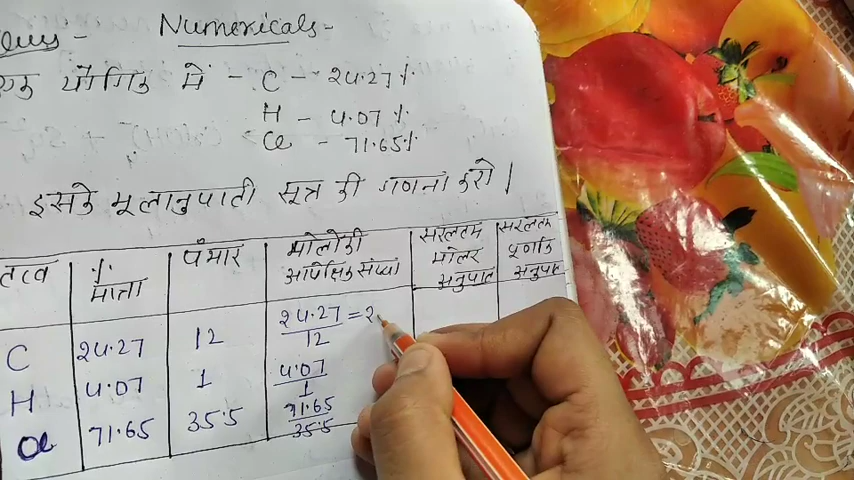 Numericals-
एक यौगिक में - C - 24.27%
H - 4.07%
Cl - 71.65%
इसके मूलानुपाती सूत्र की गणना करो |
तत्व % मात्रा प.भार मोलों की आपेक्षिक संख्या सरलतम मोलर अनुपात सरलतम पूर्णांक अनुपात
C 24.27 12 24.27/12 = 2
H 4.07 1 4.07/1
Cl 71.65 35.5 71.65/35.5